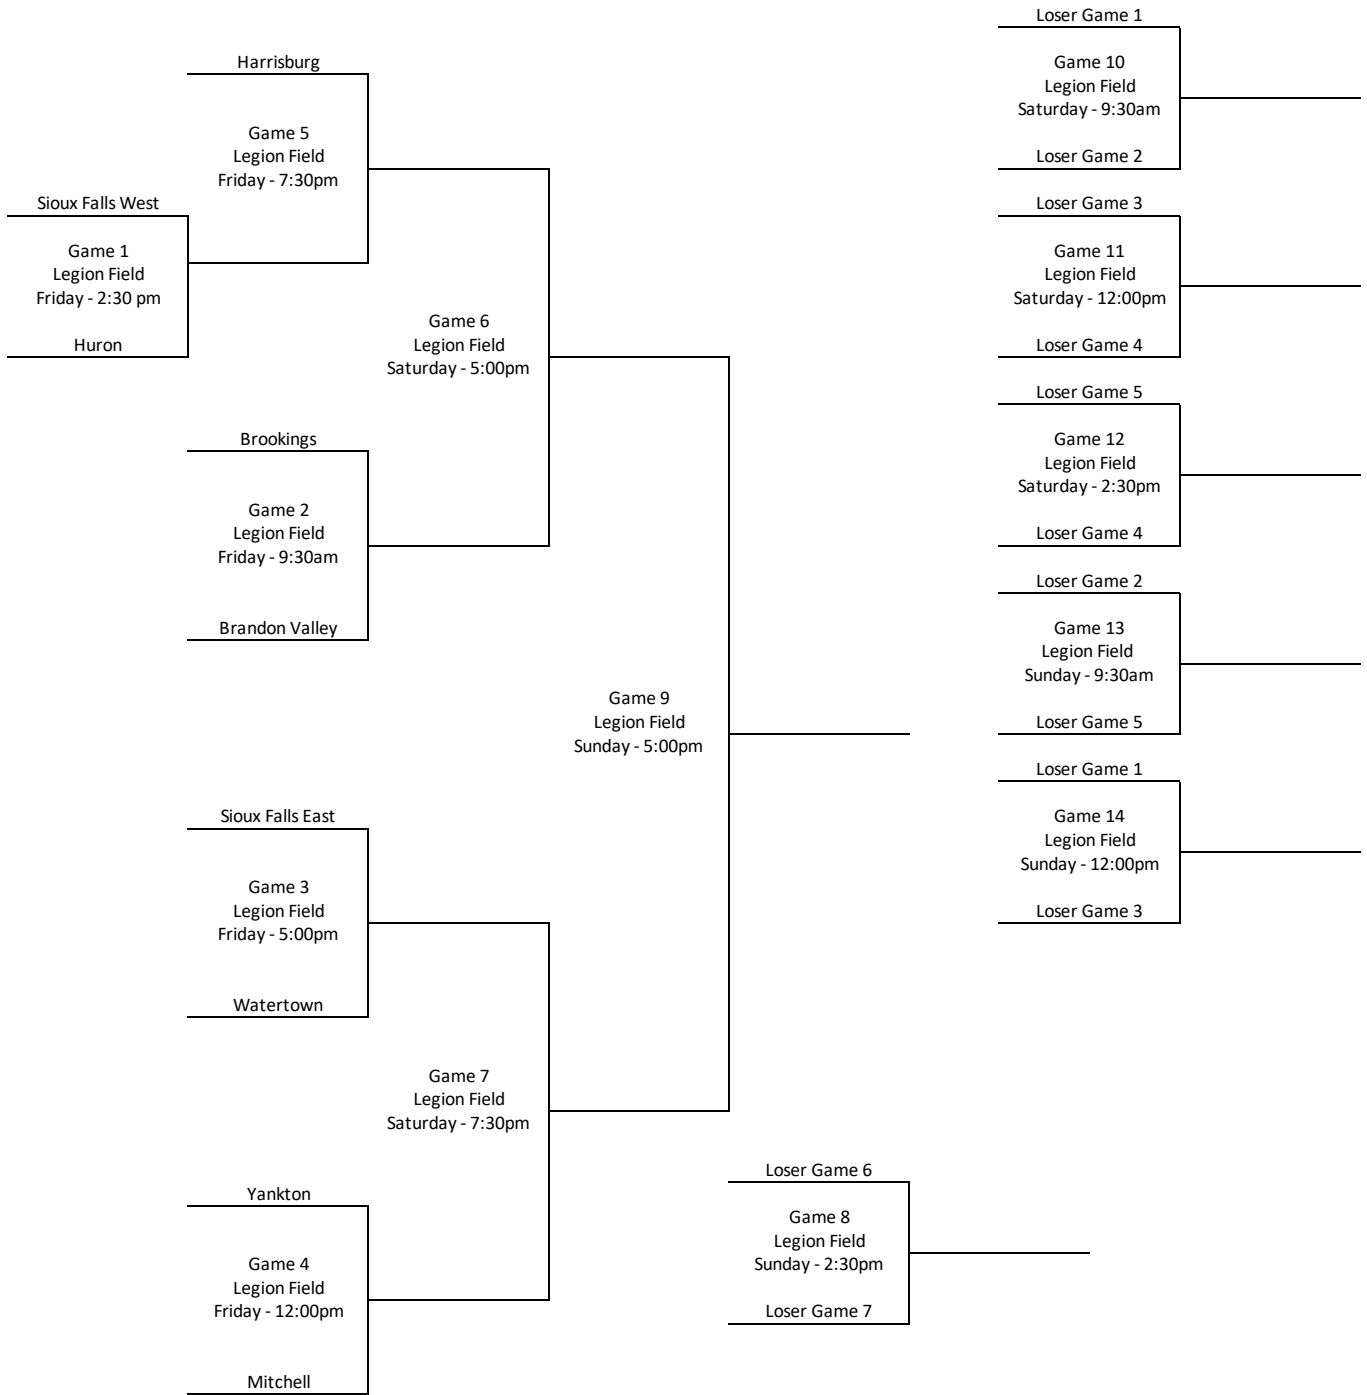 Harrisburg
Game 5
Legion Field
Friday - 7:30pm
Sioux Falls West
Game 1
Legion Field
Friday - 2:30 pm
Huron
Game 6
Legion Field
Saturday - 5:00pm
Brookings
Game 2
Legion Field
Friday - 9:30am
Brandon Valley
Game 9
Legion Field
Sunday - 5:00pm
Sioux Falls East
Game 3
Legion Field
Friday - 5:00pm
Watertown
Game 7
Legion Field
Saturday - 7:30pm
Yankton
Game 4
Legion Field
Friday - 12:00pm
Mitchell
Loser Game 6
Game 8
Legion Field
Sunday - 2:30pm
Loser Game 7
Loser Game 1
Game 10
Legion Field
Saturday - 9:30am
Loser Game 2
Loser Game 3
Game 11
Legion Field
Saturday - 12:00pm
Loser Game 4
Loser Game 5
Game 12
Legion Field
Saturday - 2:30pm
Loser Game 4
Loser Game 2
Game 13
Legion Field
Sunday - 9:30am
Loser Game 5
Loser Game 1
Game 14
Legion Field
Sunday - 12:00pm
Loser Game 3